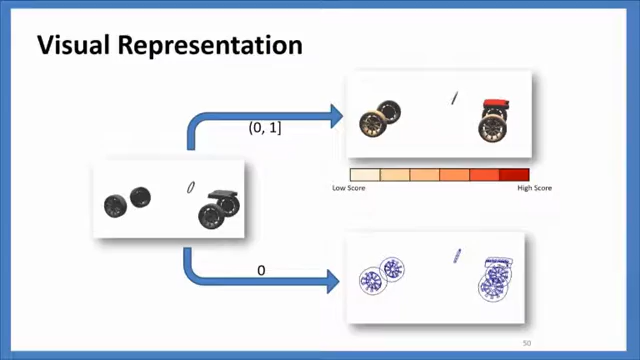 Visual Representation
(0, 1]
Low Score
High Score
0
50